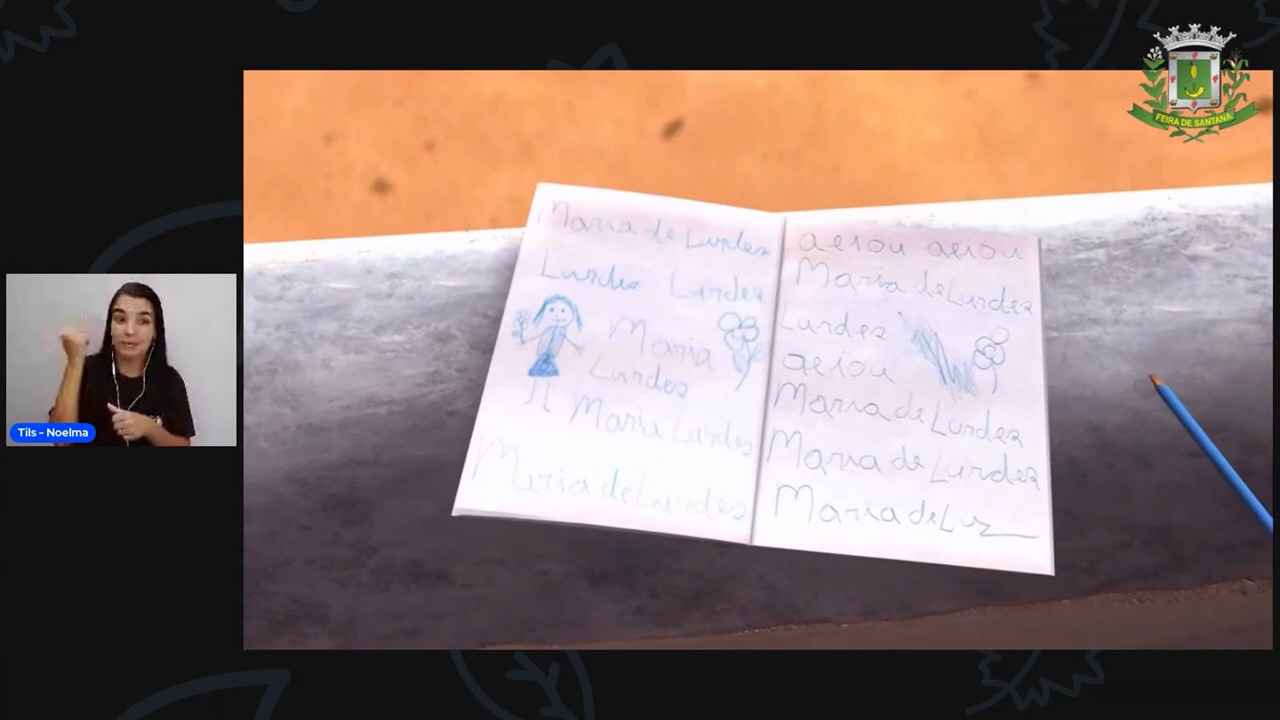 FEIRA DE SANTANA
Maria de Lurdes
Lurdes Lurdes
Maria
Lurdes
Maria Lurdes
Maria de Lurdes
aeiou aeiou
Maria de Lurdes
Lurdes
aeiou
Maria de Lurdes
Maria de Lurdes
Maria de Luz
Tils - Noelma